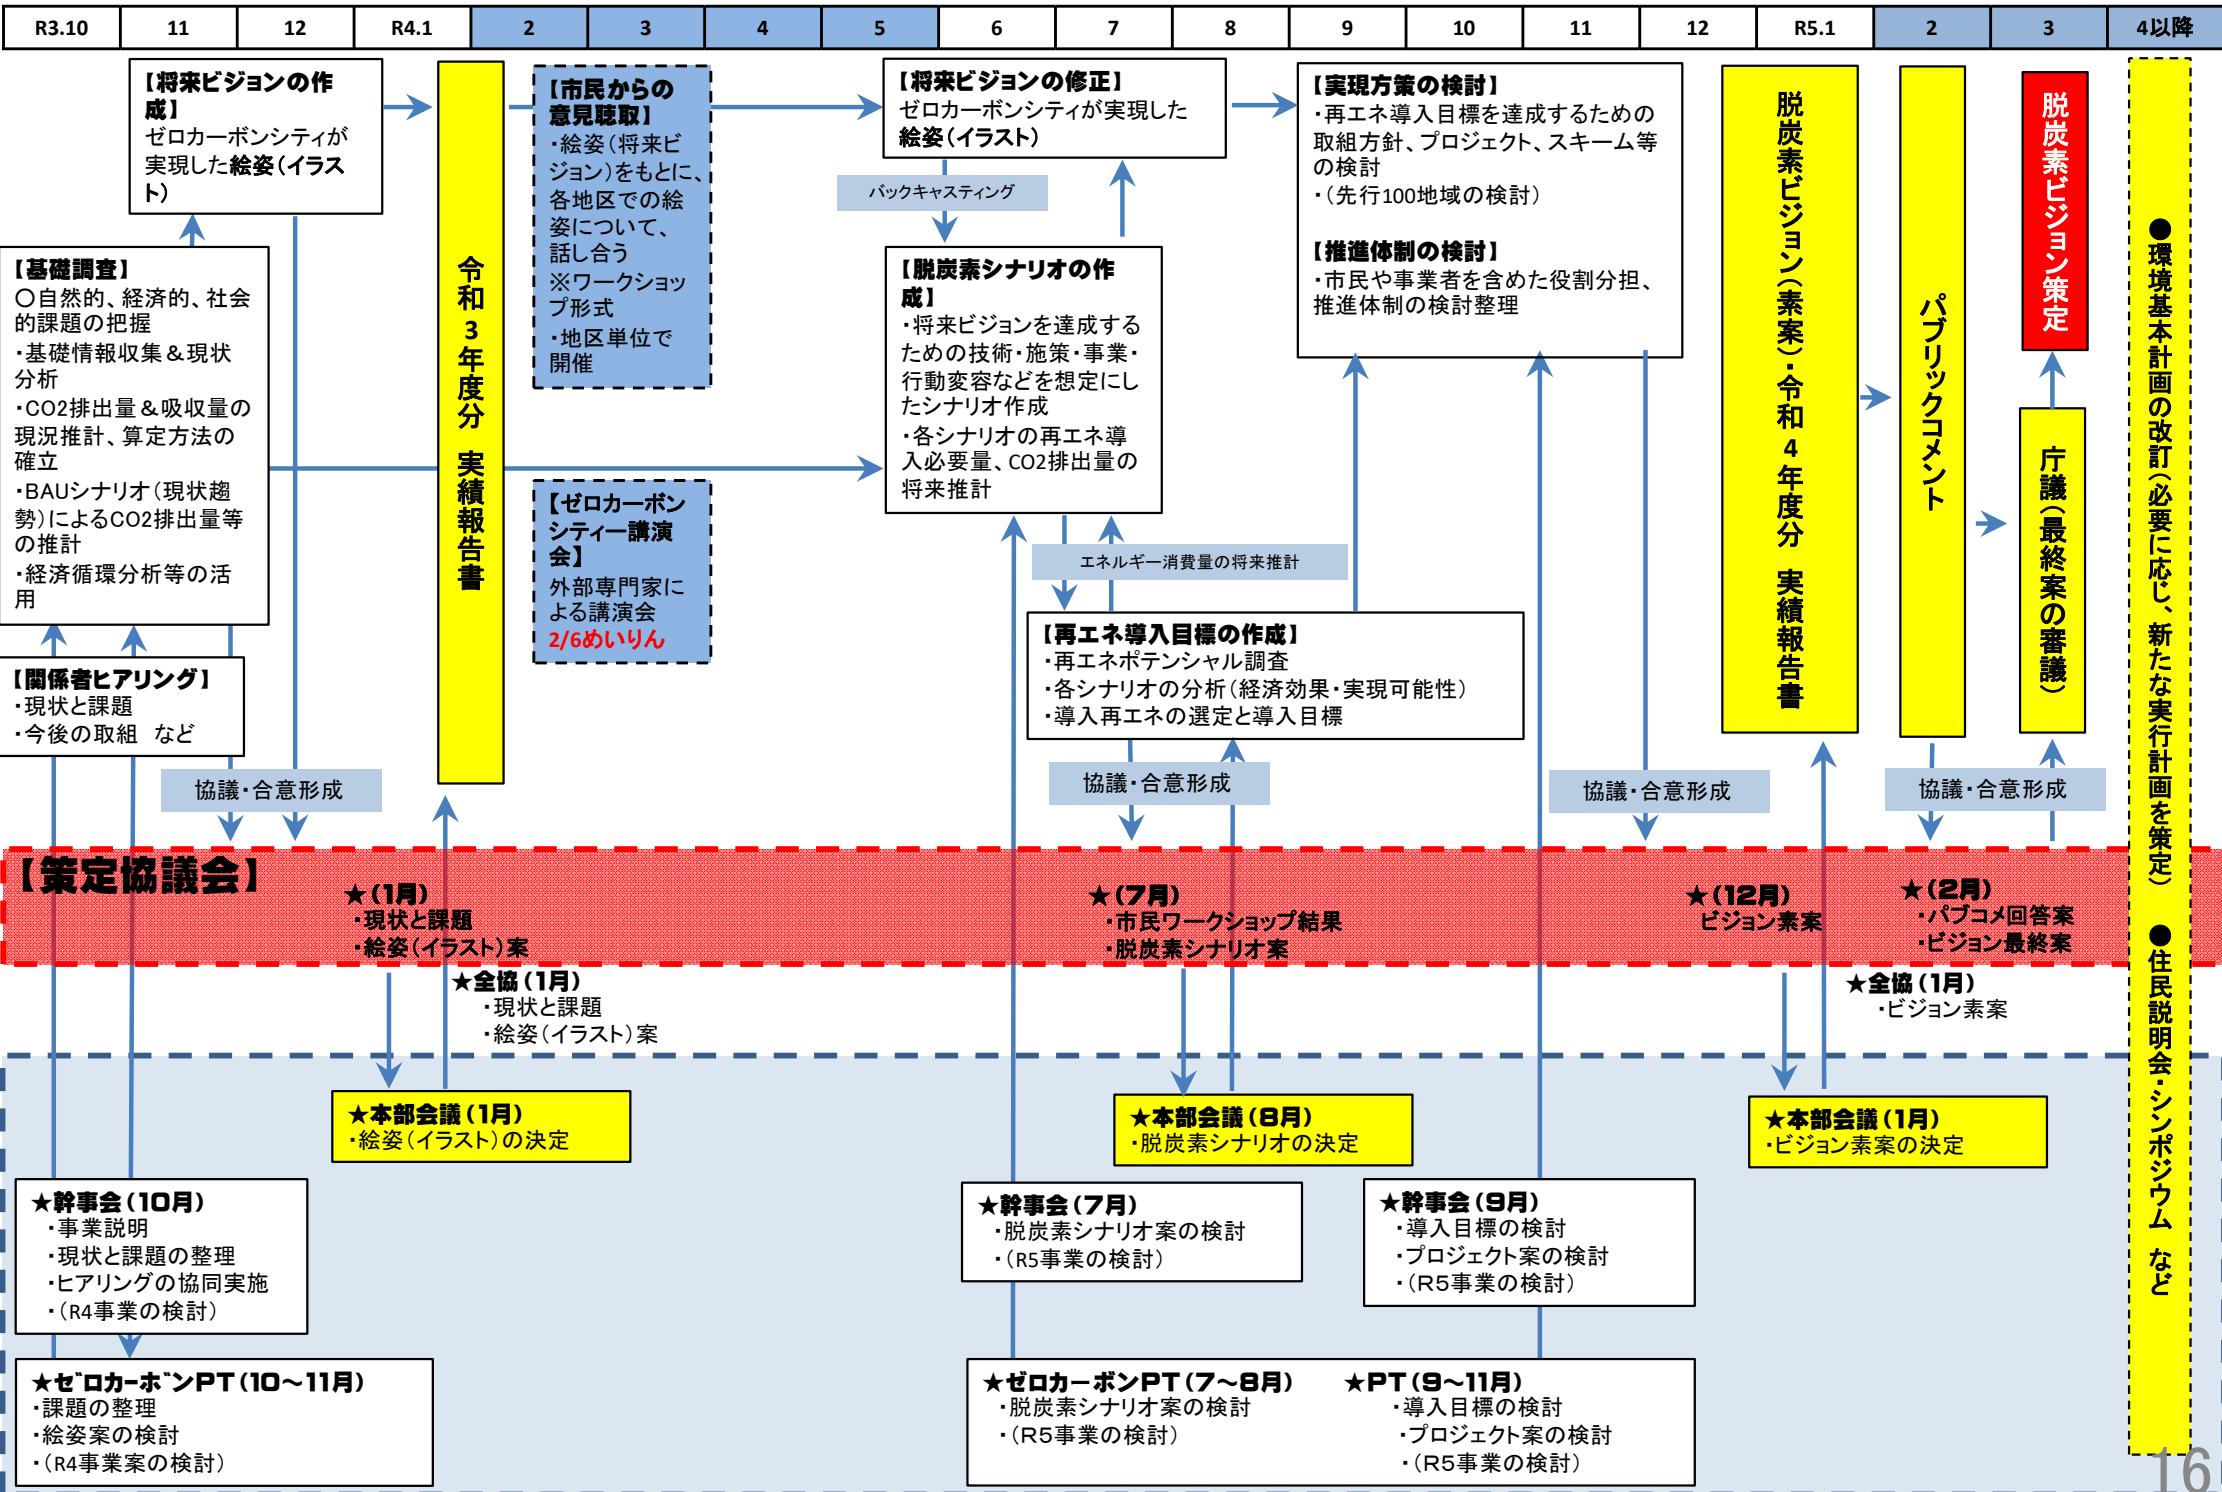 R3.10 11 12 R4.1 2 3 4 5 6 7 8 9 10 11 12 R5.1 2 3 4以降
【将来ビジョンの作
成】
ゼロカーボンシティが
実現した絵姿(イラス
ト)
【基礎調査】
○自然的、経済的、社会
的課題の把握
・基礎情報収集&現状
分析
・CO2排出量&吸収量の
現況推計、算定方法の
確立
・BAUシナリオ(現状趨
勢)によるCO2排出量等
の推計
・経済循環分析等の活
用
【関係者ヒアリング】
・現状と課題
・今後の取組 など
協議・合意形成
令和3年度分 実績報告書
【市民からの
意見聴取】
・絵姿(将来ビ
ジョン)をもとに、
各地区での絵
姿について、
話し合う
※ワークショッ
プ形式
・地区単位で
開催
【ゼロカーボン
シティー講演
会】
外部専門家に
よる講演会
2/6めいりん
【将来ビジョンの修正】
ゼロカーボンシティが実現した
絵姿(イラスト)
バックキャスティング
【脱炭素シナリオの作
成】
・将来ビジョンを達成する
ための技術・施策・事業・
行動変容などを想定にし
たシナリオ作成
・各シナリオの再エネ導
入必要量、CO2排出量の
将来推計
エネルギー消費量の将来推計
【再エネ導入目標の作成】
・再エネポテンシャル調査
・各シナリオの分析(経済効果・実現可能性)
・導入再エネの選定と導入目標
協議・合意形成
【実現方策の検討】
・再エネ導入目標を達成するための
取組方針、プロジェクト、スキーム等
の検討
・(先行100地域の検討)
【推進体制の検討】
・市民や事業者を含めた役割分担、
推進体制の検討整理
協議・合意形成
脱炭素ビジョン(素案)・令和4年度分 実績報告書
パブリックコメント
脱炭素ビジョン策定
庁議(最終案の審議)
協議・合意形成
●環境基本計画の改訂(必要に応じ、新たな実行計画を策定) ●住民説明会・シンポジウム など
【策定協議会】
★(1月)
・現状と課題
・絵姿(イラスト)案
★(7月)
・市民ワークショップ結果
・脱炭素シナリオ案
★(12月)
ビジョン素案
★(2月)
・パブコメ回答案
・ビジョン最終案
★全協(1月)
・現状と課題
・絵姿(イラスト)案
★全協(1月)
・ビジョン素案
★本部会議(1月)
・絵姿(イラスト)の決定
★本部会議(8月)
・脱炭素シナリオの決定
★本部会議(1月)
・ビジョン素案の決定
★幹事会(10月)
・事業説明
・現状と課題の整理
・ヒアリングの協同実施
・(R4事業の検討)
★幹事会(7月)
・脱炭素シナリオ案の検討
・(R5事業の検討)
★幹事会(9月)
・導入目標の検討
・プロジェクト案の検討
・(R5事業の検討)
★ゼロカーボンPT(10~11月)
・課題の整理
・絵姿案の検討
・(R4事業案の検討)
★ゼロカーボンPT(7~8月)
・脱炭素シナリオ案の検討
・(R5事業の検討)
★PT(9~11月)
・導入目標の検討
・プロジェクト案の検討
・(R5事業の検討)
16